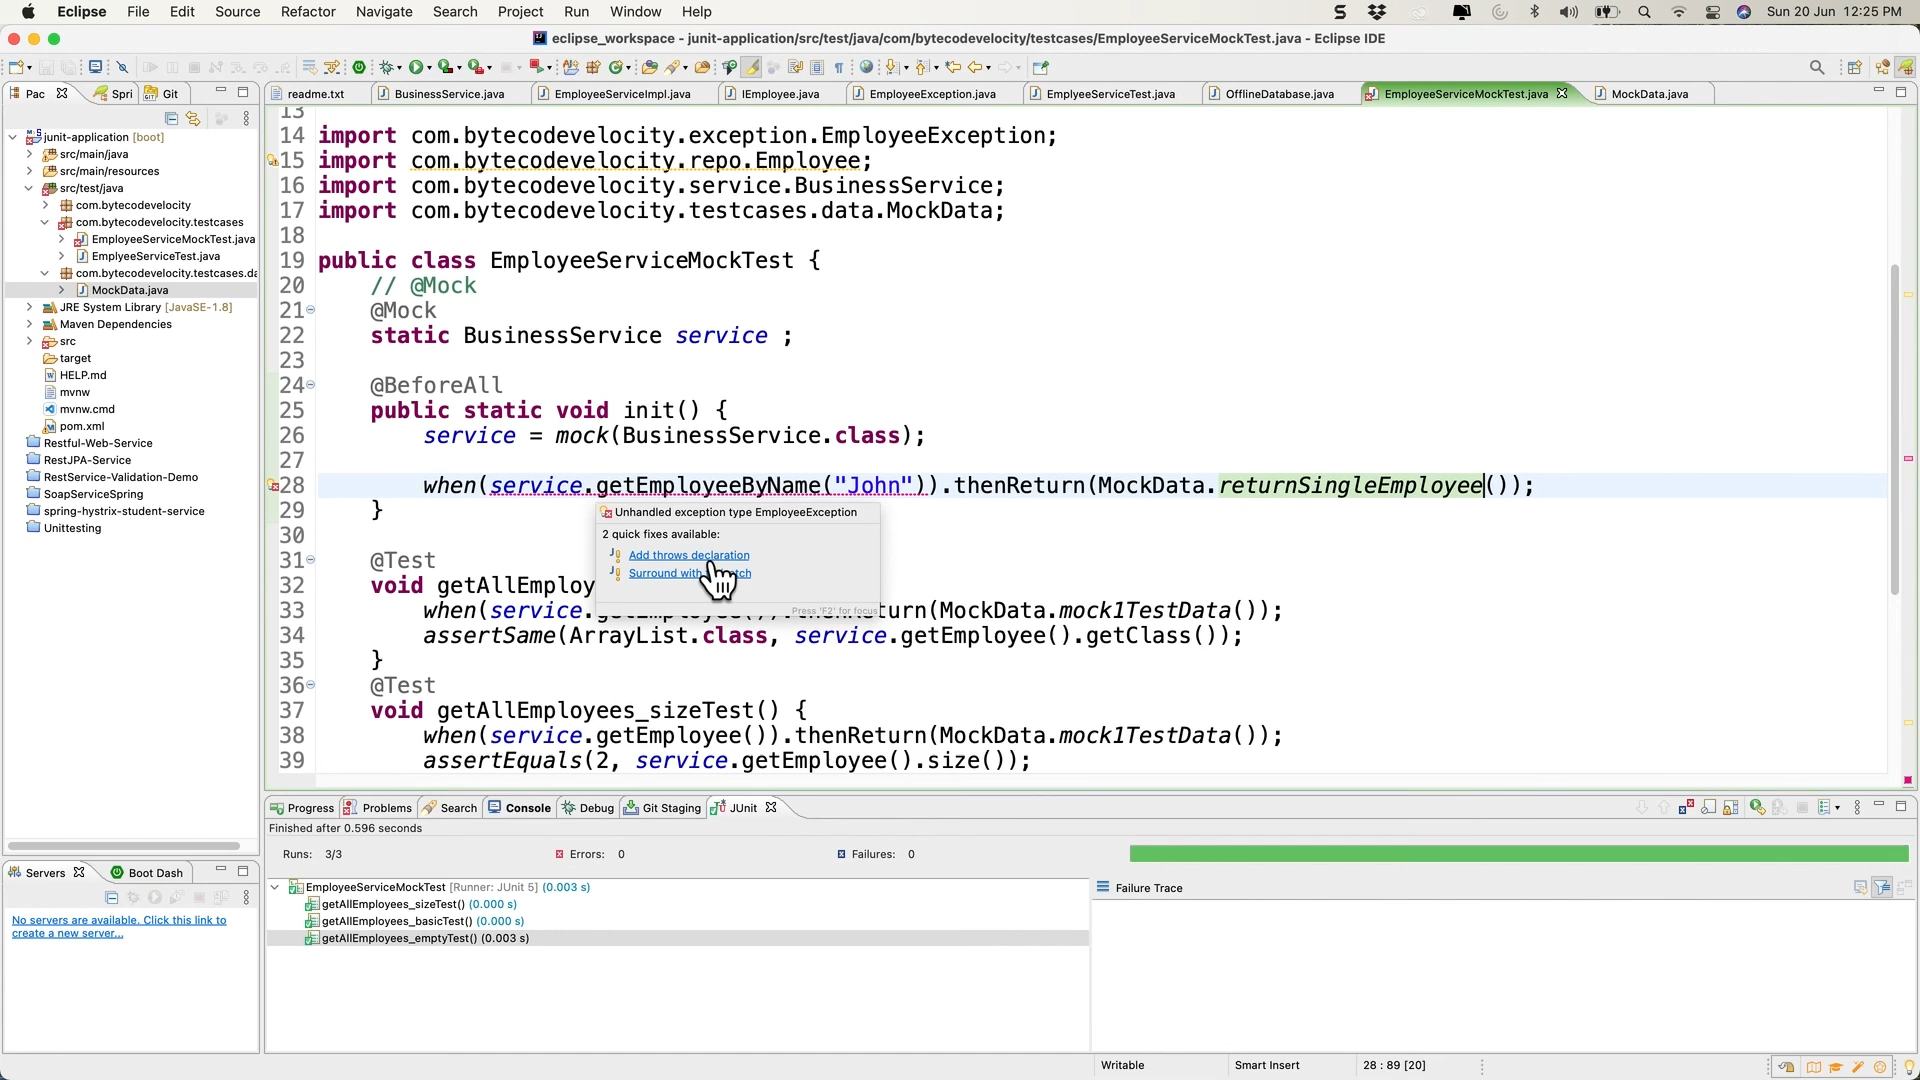 Eclipse File Edit Source Refactor Navigate Search Project Run Window Help Sun 20 Jun 12:25 PM
eclipse_workspace - junit-application/src/test/java/com/bytecodevelocity/testcases/EmployeeServiceMockTest.java - Eclipse IDE
Pac Spri Git
readme.txt BusinessService.java EmployeeServiceImpl.java IEmployee.java EmployeeException.java EmplyeeServiceTest.java OfflineDatabase.java EmployeeServiceMockTest.java MockData.java
junit-application [boot]
src/main/java
src/main/resources
src/test/java
com.bytecodevelocity
com.bytecodevelocity.testcases
EmployeeServiceMockTest.java
EmplyeeServiceTest.java
com.bytecodevelocity.testcases.da
MockData.java
JRE System Library [JavaSE-1.8]
Maven Dependencies
src
target
HELP.md
mvnw
mvnw.cmd
pom.xml
Restful-Web-Service
RestJPA-Service
RestService-Validation-Demo
SoapServiceSpring
spring-hystrix-student-service
Unittesting
13
14 import com.bytecodevelocity.exception.EmployeeException;
15 import com.bytecodevelocity.repo.Employee;
16 import com.bytecodevelocity.service.BusinessService;
17 import com.bytecodevelocity.testcases.data.MockData;
18
19 public class EmployeeServiceMockTest {
20 // @Mock
21 @Mock
22 static BusinessService service ;
23
24 @BeforeAll
25 public static void init() {
26 service = mock(BusinessService.class);
27
28 when(service.getEmployeeByName("John")).thenReturn(MockData.returnSingleEmployee());
29 }
30
31 @Test
32 void getAllEmploy
33 when(service.getEmployee()).thenReturn(MockData.mock1TestData());
34 assertSame(ArrayList.class, service.getEmployee().getClass());
35 }
36 @Test
37 void getAllEmployees_sizeTest() {
38 when(service.getEmployee()).thenReturn(MockData.mock1TestData());
39 assertEquals(2, service.getEmployee().size());
Unhandled exception type EmployeeException
2 quick fixes available:
Add throws declaration
Surround with tch
Press 'F2' for focus
Progress Problems Search Console Debug Git Staging JUnit
Finished after 0.596 seconds
Runs: 3/3 Errors: 0 Failures: 0
EmployeeServiceMockTest [Runner: JUnit 5] (0.003 s)
getAllEmployees_sizeTest() (0.000 s)
getAllEmployees_basicTest() (0.000 s)
getAllEmployees_emptyTest() (0.003 s)
Failure Trace
Servers Boot Dash
No servers are available. Click this link to
create a new server...
Writable Smart Insert 28 : 89 [20]